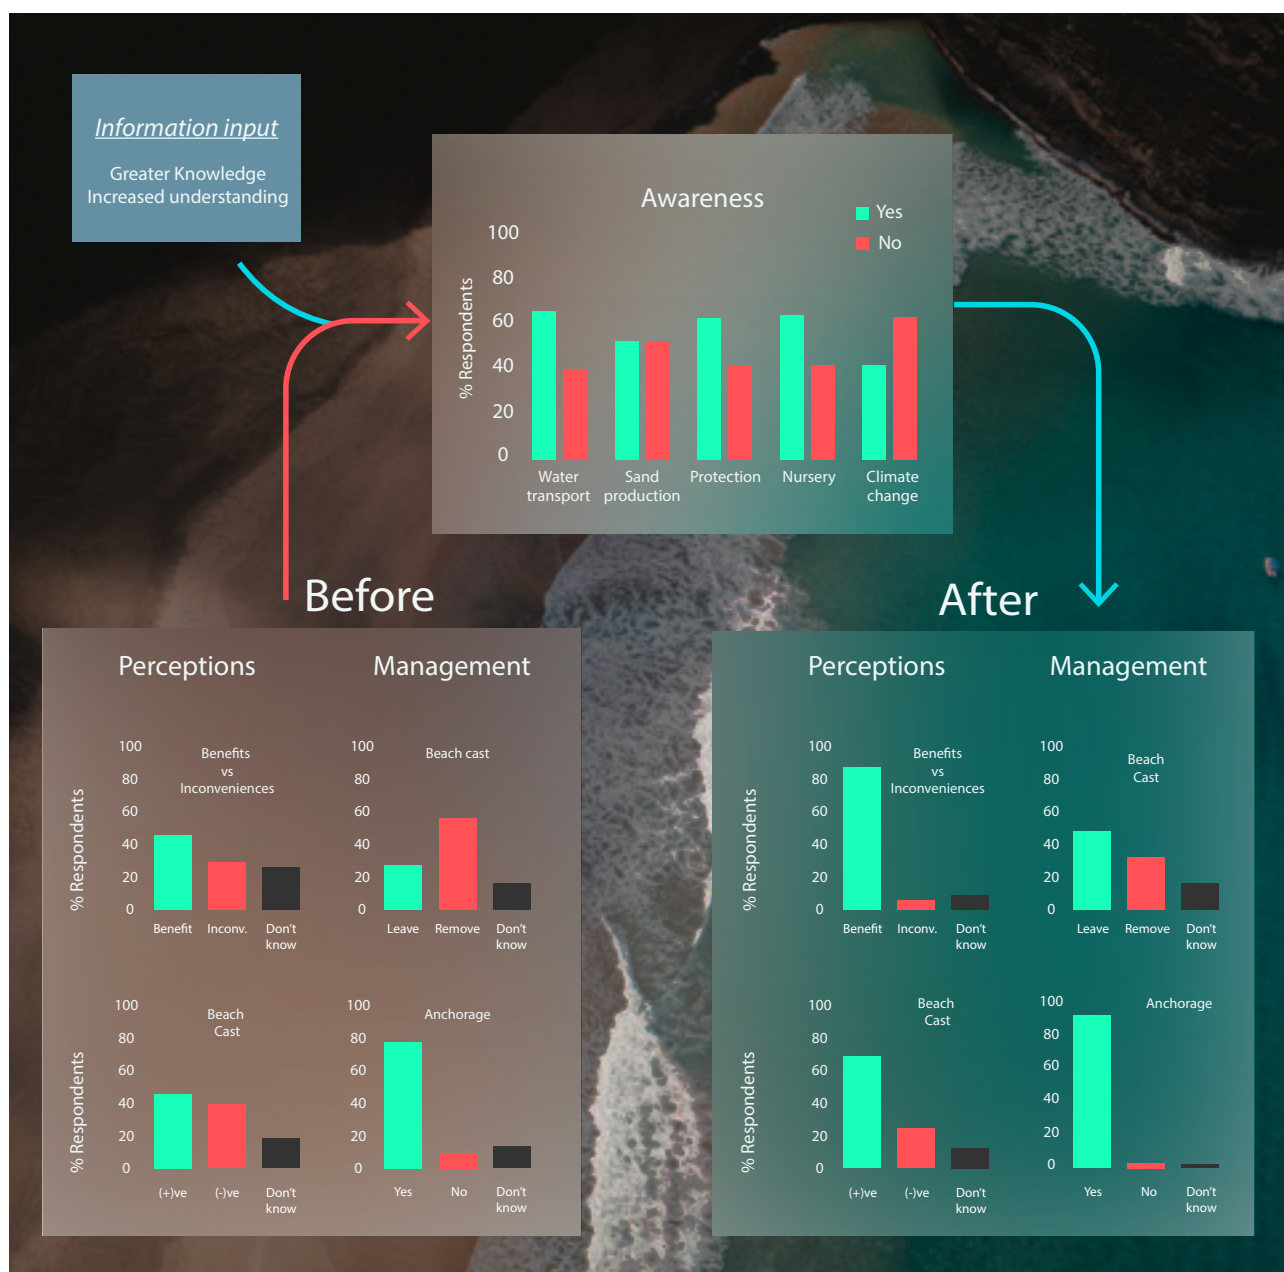 Information input
Greater Knowledge
Increased understanding
Awareness
Yes
No
% Respondents
100
80
60
40
20
0
Water
transport
Sand
production
Protection
Nursery
Climate
change
Before
Perceptions
Management
% Respondents
100
80
60
40
20
0
Benefits
vs
Inconveniences
Benefit
Inconv.
Don't
know
100
80
60
40
20
0
Beach cast
Leave
Remove
Don't
know
% Respondents
100
80
60
40
20
0
Beach
Cast
(+)ve
(-)ve
Don't
know
100
80
60
40
20
0
Anchorage
Yes
No
Don't
know
After
Perceptions
Management
% Respondents
100
80
60
40
20
0
Benefits
vs
Inconveniences
Benefit
Inconv.
Don't
know
100
80
60
40
20
0
Beach
Cast
Leave
Remove
Don't
know
% Respondents
100
80
60
40
20
0
Beach
Cast
(+)ve
(-)ve
Don't
know
100
80
60
40
20
0
Anchorage
Yes
No
Don't
know